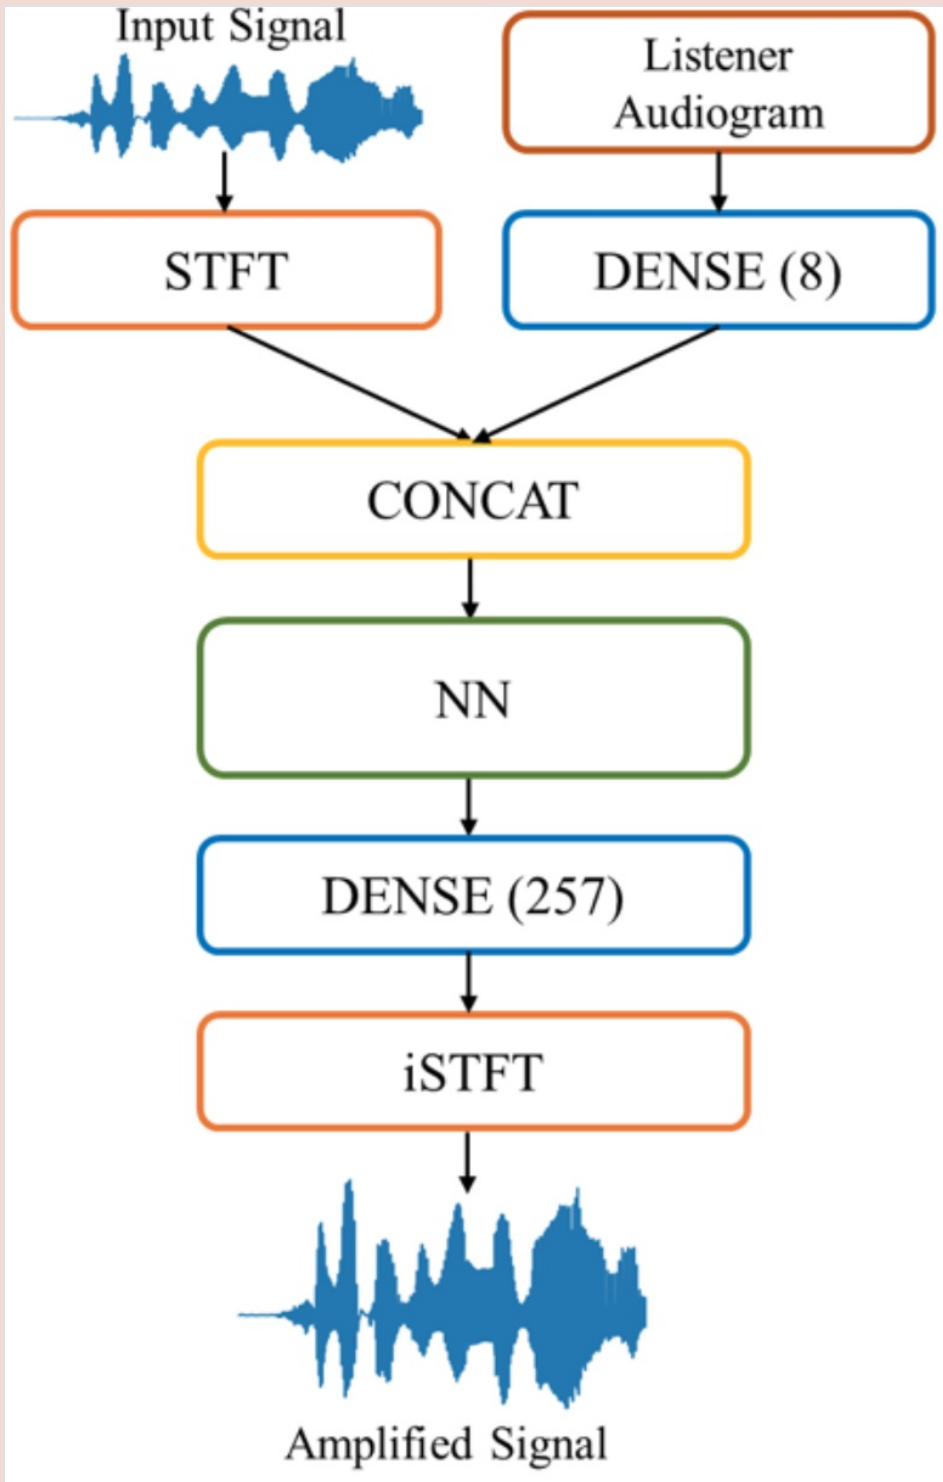 Input Signal
Listener
Audiogram
STFT
DENSE (8)
CONCAT
NN
DENSE (257)
iSTFT
Amplified Signal